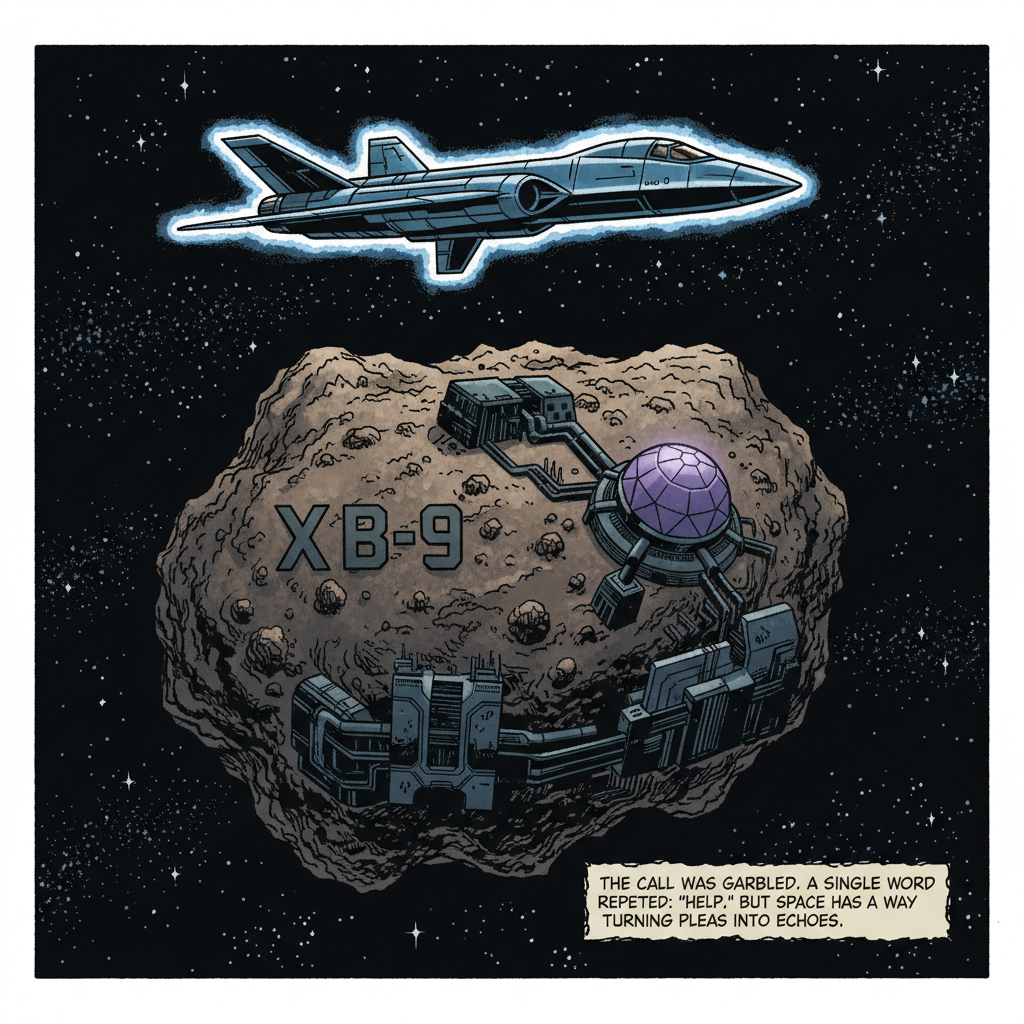 XB-9
THE CALL WAS GARBLED. A SINGLE WORD
REPETED: "HELP." BUT SPACE HAS A WAY
TURNING PLEAS INTO ECHOES.